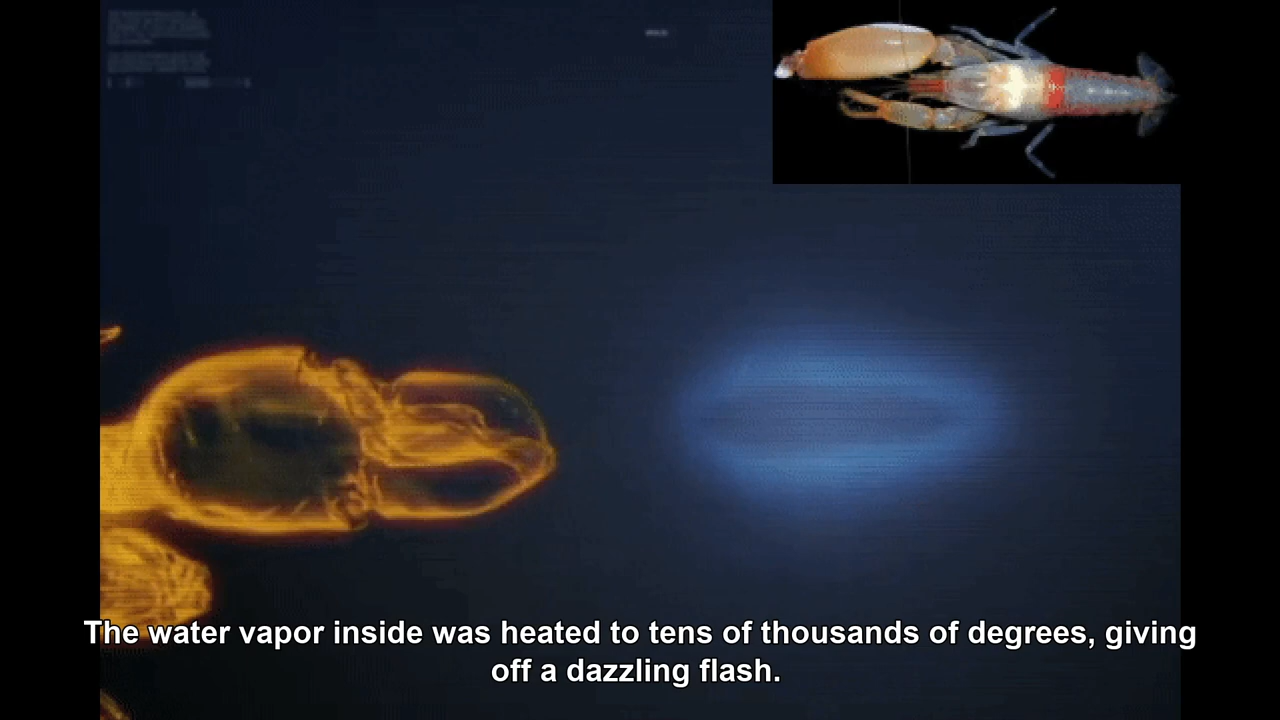 The water vapor inside was heated to tens of thousands of degrees, giving
off a dazzling flash.